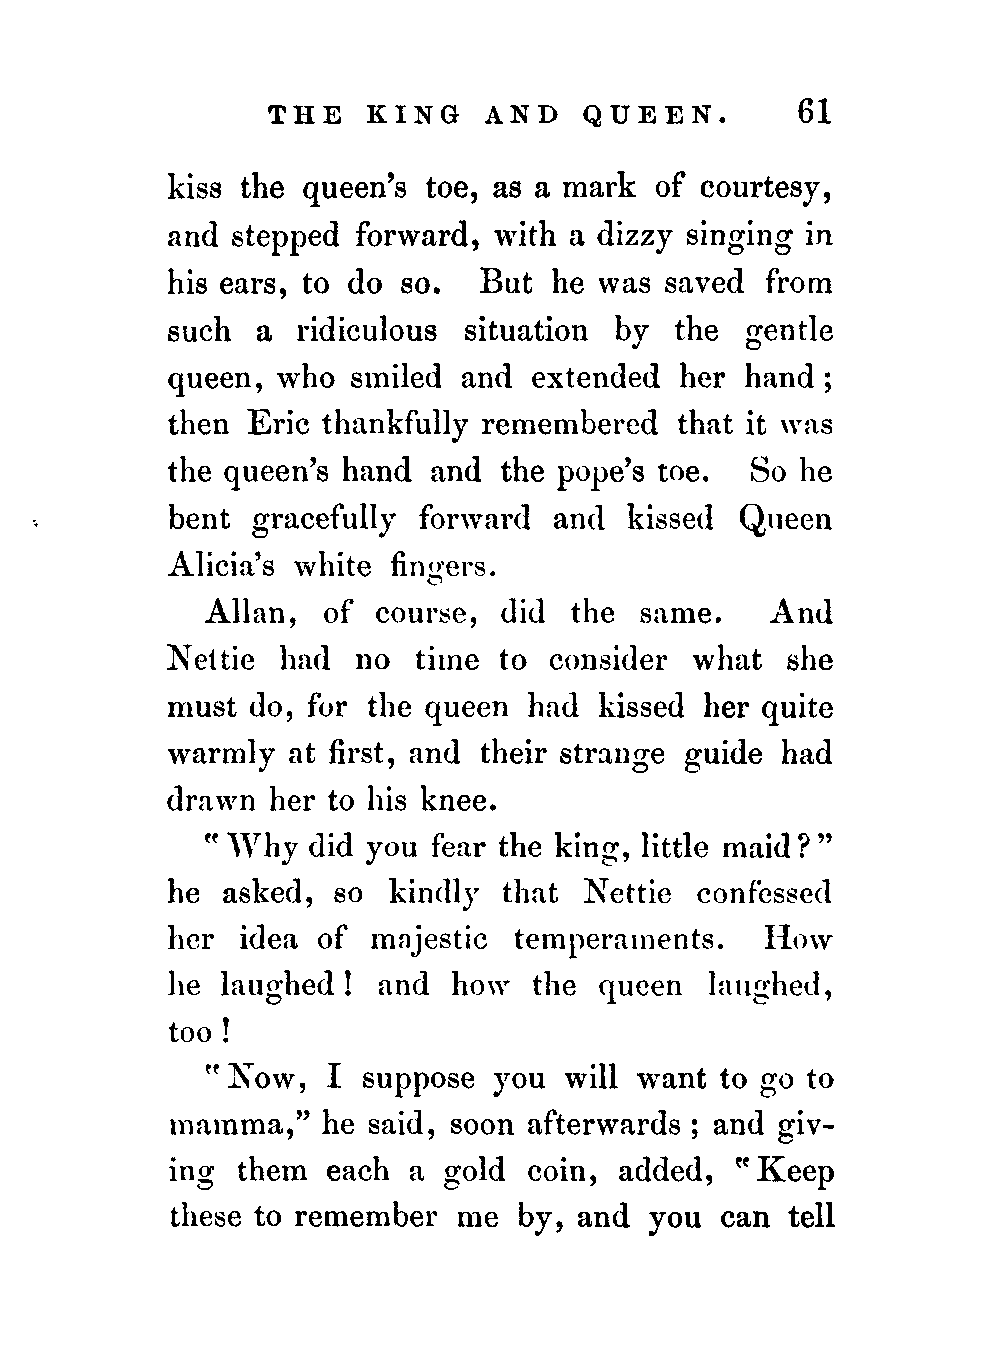 THE KING AND QUEEN. 61
kiss the queen's toe, as a mark of courtesy,
and stepped forward, with a dizzy singing in
his ears, to do so. But he was saved from
such a ridiculous situation by the gentle
queen, who smiled and extended her hand;
then Eric thankfully remembered that it was
the queen's hand and the pope's toe. So he
bent gracefully forward and kissed Queen
Alicia's white fingers.
Allan, of course, did the same. And
Nettie had no time to consider what she
must do, for the queen had kissed her quite
warmly at first, and their strange guide had
drawn her to his knee.
"Why did you fear the king, little maid?"
he asked, so kindly that Nettie confessed
her idea of majestic temperaments. How
he laughed! and how the queen laughed,
too!
"Now, I suppose you will want to go to
mamma," he said, soon afterwards; and giv-
ing them each a gold coin, added, "Keep
these to remember me by, and you can tell